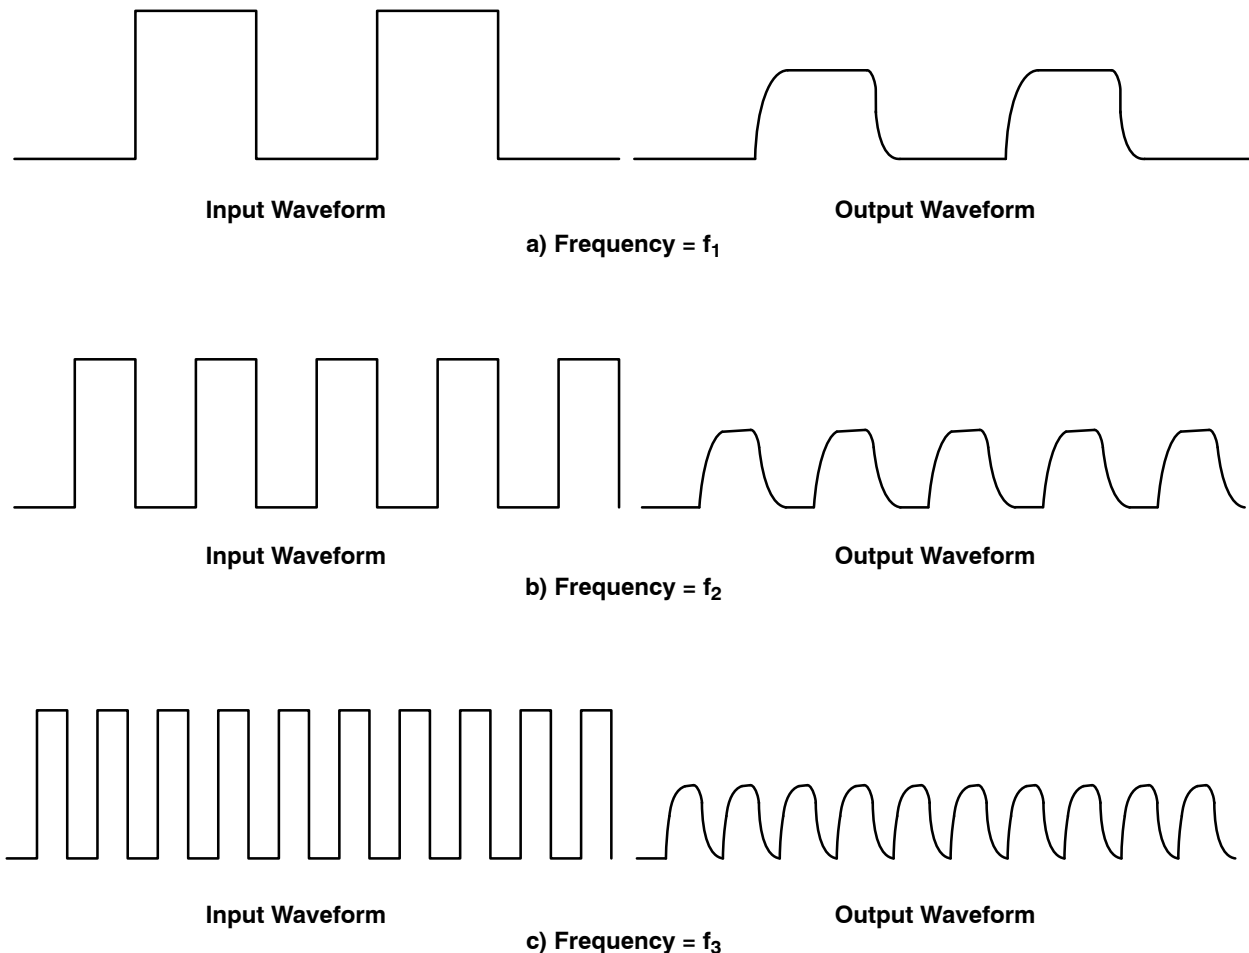 Input Waveform
Output Waveform
a) Frequency = f1
Input Waveform
Output Waveform
b) Frequency = f2
Input Waveform
Output Waveform
c) Frequency = f3